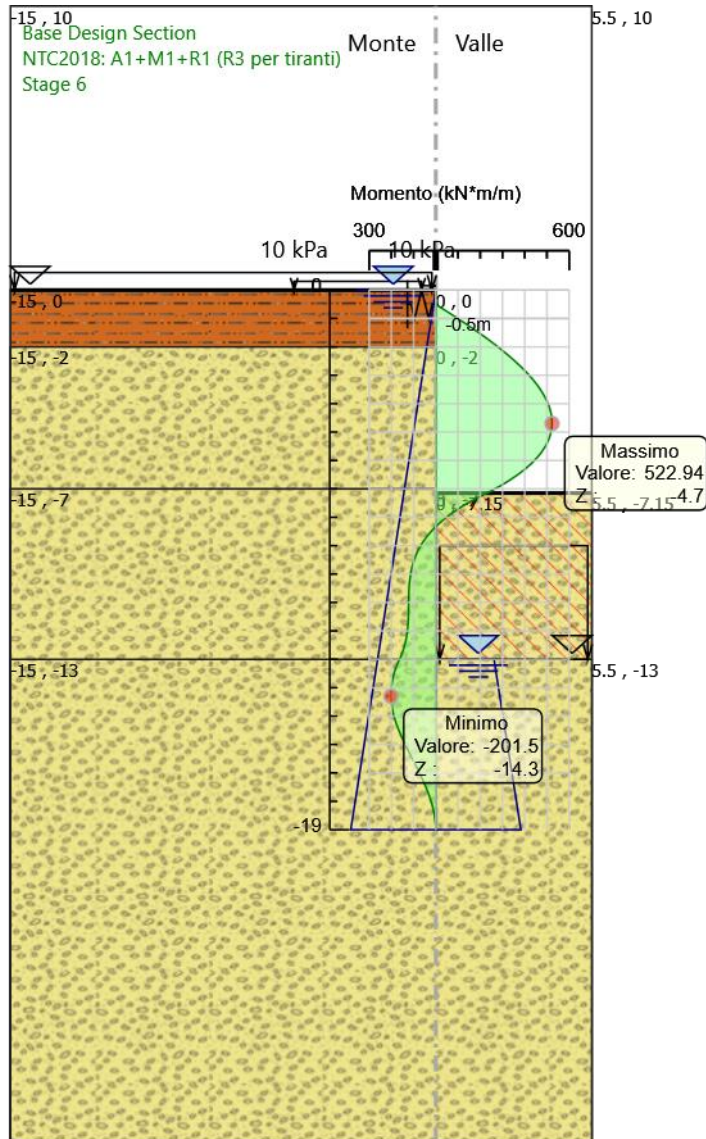 -15 , 10
5.5 , 10
Base Design Section
NTC2018: A1+M1+R1 (R3 per tiranti)
Stage 6
Monte
Valle
Momento (kN*m/m)
300
600
10 kPa
10 kPa
0
-15 , 0
0 , 0
-0.5m
-15 , -2
0 , -2
Massimo
Valore: 522.94
Z : -4.7
-15 , -7
-7.15
5.5 , -7.15
-15 , -13
5.5 , -13
Minimo
Valore: -201.5
Z : -14.3
-19